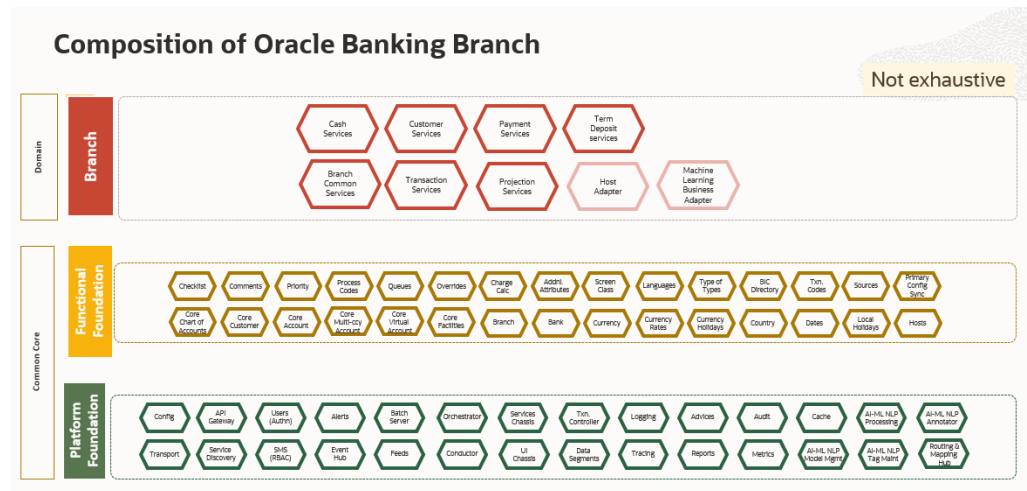 Composition of Oracle Banking Branch
Not exhaustive
Domain
Branch
Cash
Services
Customer
Services
Payment
Services
Term
Deposit
services
Branch
Common
Services
Transaction
Services
Projection
Services
Host
Adapter
Machine
Learning
Business
Adapter
Common Core
Functional
Foundation
Checklist
Comments
Priority
Process
Codes
Queues
Overrides
Charge
Calc
Addnl.
Attributes
Screen
Class
Languages
Type of
Types
BIC
Directory
Txn.
Codes
Sources
Primary
Config
Sync
Core
Chart of
Accounts
Core
Customer
Core
Account
Core
Multi-ccy
Account
Core
Virtual
Account
Core
Facilities
Branch
Bank
Currency
Currency
Rates
Currency
Holidays
Country
Dates
Local
Holidays
Hosts
Platform
Foundation
Config
API
Gateway
Users
(Authn)
Alerts
Batch
Server
Orchestrator
Services
Chassis
Txn.
Controller
Logging
Advices
Audit
Cache
AI-ML NLP
Processing
AI-ML NLP
Annotator
Transport
Service
Discovery
SMS
(RBAC)
Event
Hub
Feeds
Conductor
UI
Chassis
Data
Segments
Tracing
Reports
Metrics
AI-ML NLP
Model Mgmt
AI-ML NLP
Tag Maint
Routing &
Mapping
Hub